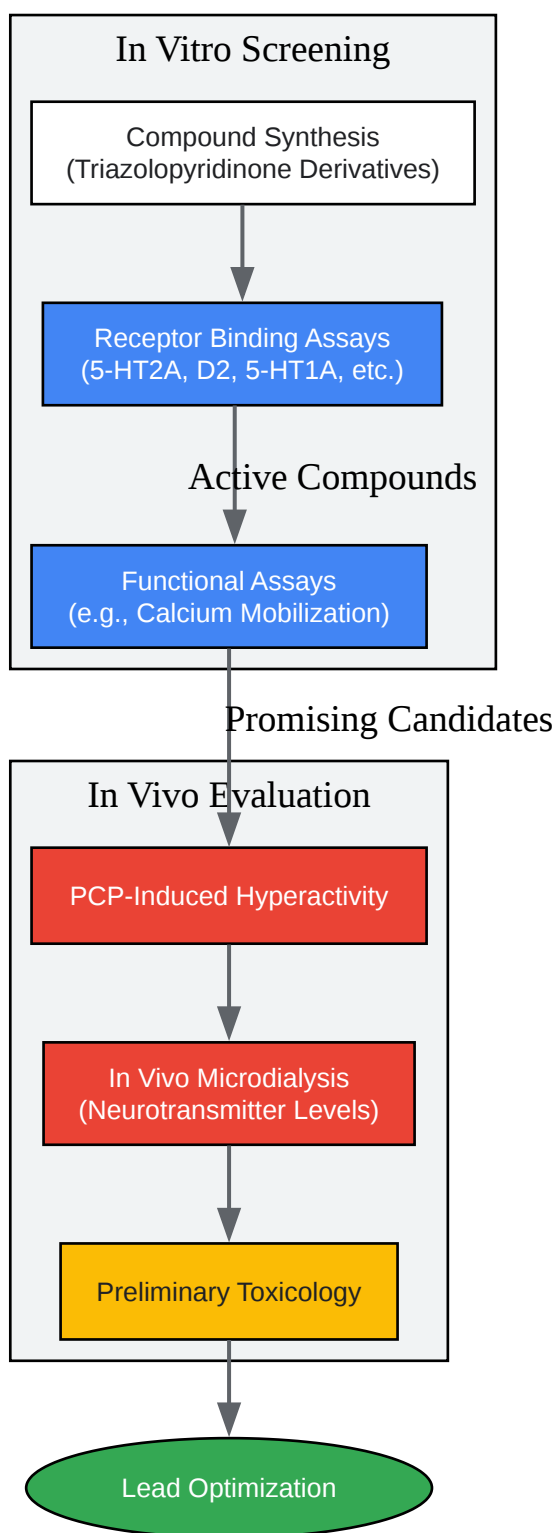 In Vitro Screening
Compound Synthesis
(Triazolopyridinone Derivatives)
Receptor Binding Assays
(5-HT2A, D2, 5-HT1A, etc.)
Active Compounds
Functional Assays
(e.g., Calcium Mobilization)
Promising Candidates
In Vivo Evaluation
PCP-Induced Hyperactivity
In Vivo Microdialysis
(Neurotransmitter Levels)
Preliminary Toxicology
Lead Optimization